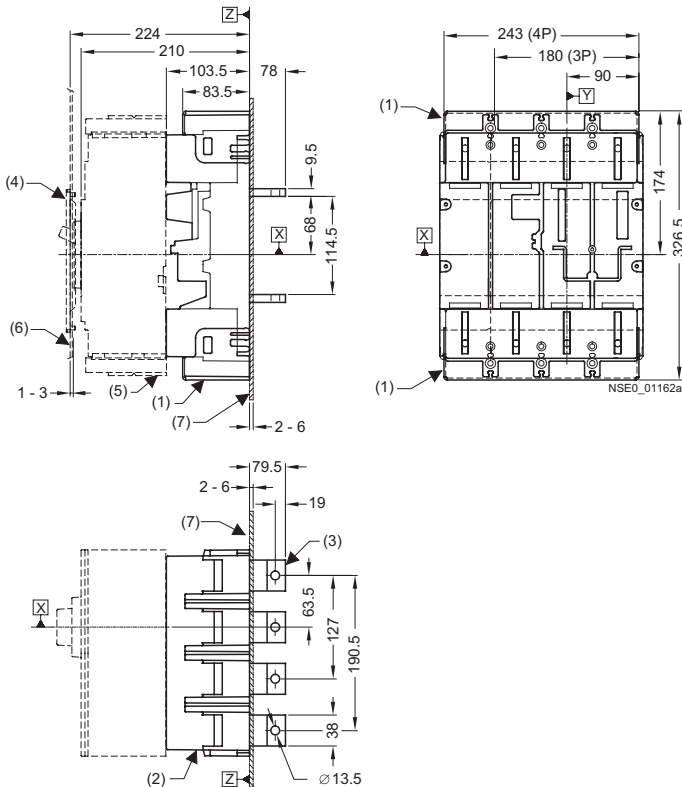 Z
224
210
103.5
78
83.5
(4)
9.5
68
X
114.5
(6)
1 - 3
(5)
(1)
(7)
2 - 6
243 (4P)
180 (3P)
90
(1)
Y
174
326.5
X
(1)
NSE0_01162a
79.5
2 - 6
19
(7)
(3)
X
63.5
127
190.5
38
(2)
Z
∅ 13.5